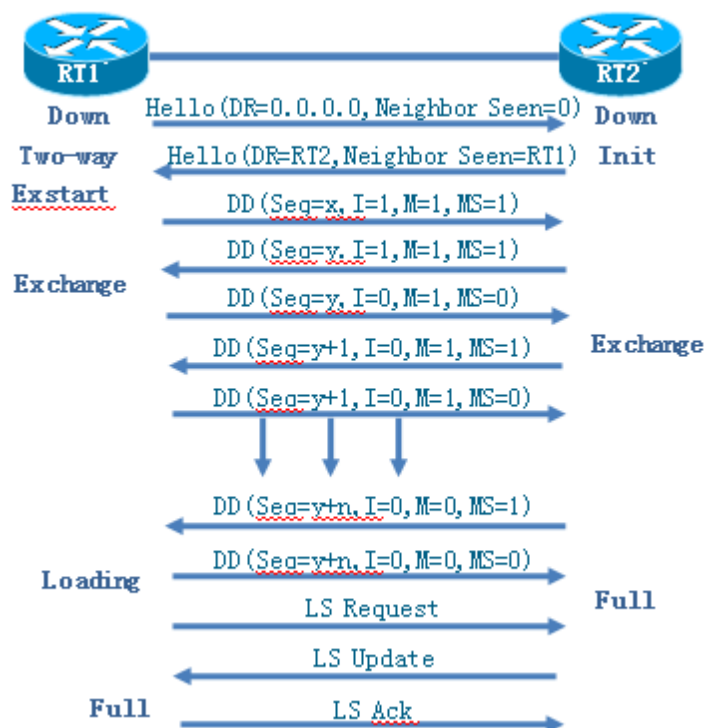 RT1 RT2
Down Hello(DR=0.0.0.0,Neighbor Seen=0) Down
Two-way Hello(DR=RT2,Neighbor Seen=RT1) Init
Exstart DD(Seq=x,I=1,M=1,MS=1)
DD(Seq=y,I=1,M=1,MS=1)
Exchange
DD(Seq=y,I=0,M=1,MS=0)
DD(Seq=y+1,I=0,M=1,MS=1) Exchange
DD(Seq=y+1,I=0,M=1,MS=0)
DD(Seq=y+n,I=0,M=0,MS=1)
DD(Seq=y+n,I=0,M=0,MS=0)
Loading
LS Request Full
LS Update
Full LS Ack